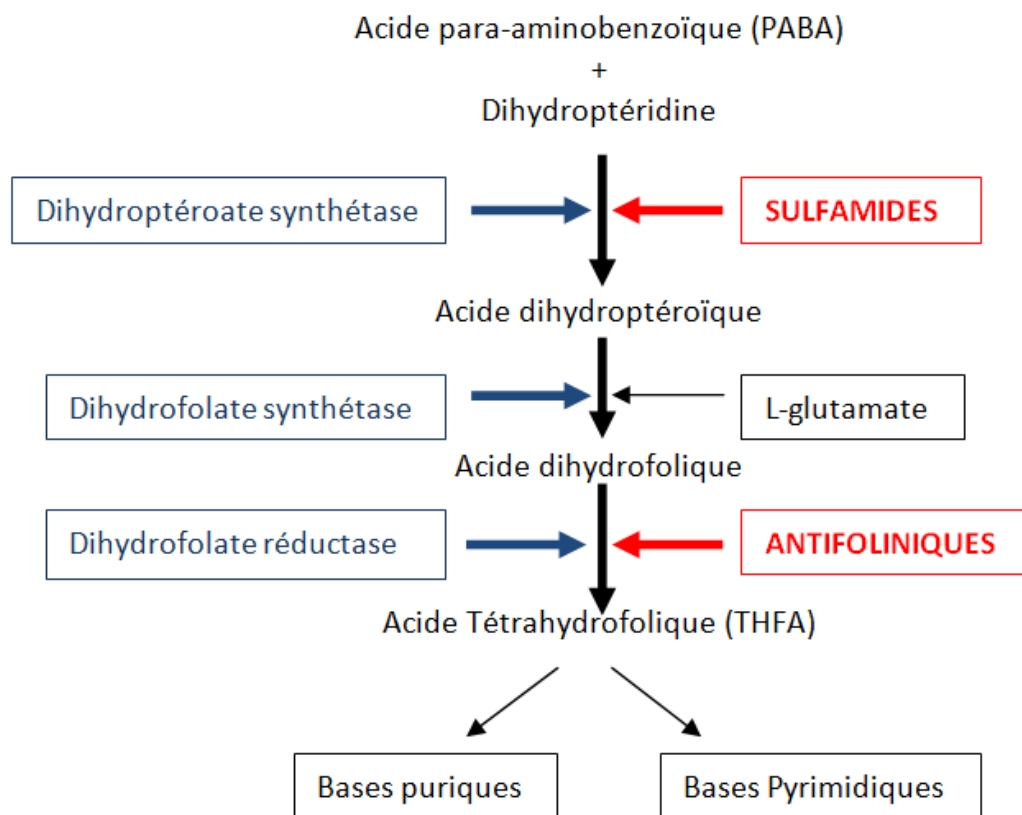 Acide para-aminobenzoïque (PABA)
+
Dihydroptéridine
Dihydroptéroate synthétase
SULFAMIDES
Acide dihydroptéroïque
Dihydrofolate synthétase
L-glutamate
Acide dihydrofolique
Dihydrofolate réductase
ANTIFOLINIQUES
Acide Tétrahydrofolique (THFA)
Bases puriques
Bases Pyrimidiques